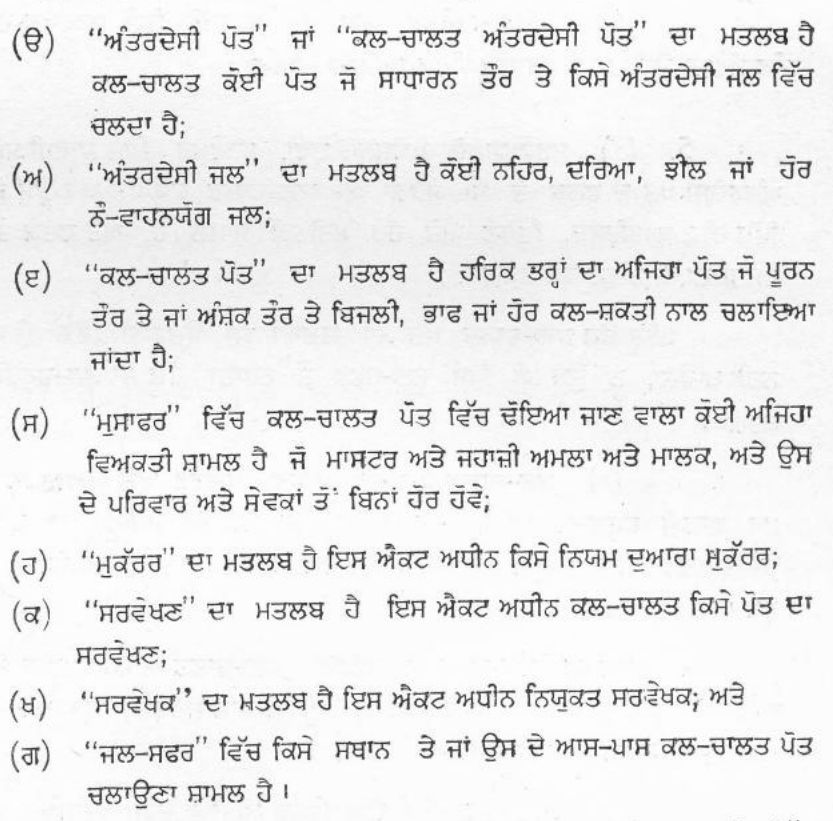 (ੳ) “ਅੰਤਰਦੇਸੀ ਪੋਤ” ਜਾਂ “ਕਲ-ਚਾਲਤ ਅੰਤਰਦੇਸੀ ਪੋਤ” ਦਾ ਮਤਲਬ ਹੈ
ਕਲ-ਚਾਲਤ ਕੋਈ ਪੋਤ ਜੋ ਸਾਧਾਰਨ ਤੌਰ ਤੇ ਕਿਸੇ ਅੰਤਰਦੇਸੀ ਜਲ ਵਿੱਚ
ਚਲਦਾ ਹੈ;
(ਅ) “ਅੰਤਰਦੇਸੀ ਜਲ” ਦਾ ਮਤਲਬ ਹੈ ਕੋਈ ਨਹਿਰ, ਦਰਿਆ, ਝੀਲ ਜਾਂ ਹੋਰ
ਨੌ-ਵਾਹਨਯੋਗ ਜਲ;
(ੲ) “ਕਲ-ਚਾਲਤ ਪੋਤ” ਦਾ ਮਤਲਬ ਹੈ ਹਰਿਕ ਭਰ੍ਹਾਂ ਦਾ ਅਜਿਹਾ ਪੋਤ ਜੋ ਪੂਰਨ
ਤੌਰ ਤੇ ਜਾਂ ਅੰਸ਼ਕ ਤੌਰ ਤੇ ਬਿਜਲੀ, ਭਾਫ ਜਾਂ ਹੋਰ ਕਲ-ਸ਼ਕਤੀ ਨਾਲ ਚਲਾਇਆ
ਜਾਂਦਾ ਹੈ;
(ਸ) “ਮੁਸਾਫਰ” ਵਿੱਚ ਕਲ-ਚਾਲਤ ਪੋਤ ਵਿੱਚ ਢੋਇਆ ਜਾਣ ਵਾਲਾ ਕੋਈ ਅਜਿਹਾ
ਵਿਅਕਤੀ ਸ਼ਾਮਲ ਹੈ ਜੋ ਮਾਸਟਰ ਅਤੇ ਜਹਾਜ਼ੀ ਅਮਲਾ ਅਤੇ ਮਾਲਕ, ਅਤੇ ਉਸ
ਦੇ ਪਰਿਵਾਰ ਅਤੇ ਸੇਵਕਾਂ ਤੋਂ ਬਿਨਾਂ ਹੋਰ ਹੋਵੇ;
(ਹ) “ਮੁਕੱਰਰ” ਦਾ ਮਤਲਬ ਹੈ ਇਸ ਐਕਟ ਅਧੀਨ ਕਿਸੇ ਨਿਯਮ ਦੁਆਰਾ ਮੁਕੱਰਰ;
(ਕ) “ਸਰਵੇਖਣ” ਦਾ ਮਤਲਬ ਹੈ ਇਸ ਐਕਟ ਅਧੀਨ ਕਲ-ਚਾਲਤ ਕਿਸੇ ਪੋਤ ਦਾ
ਸਰਵੇਖਣ;
(ਖ) “ਸਰਵੇਖਕ” ਦਾ ਮਤਲਬ ਹੈ ਇਸ ਐਕਟ ਅਧੀਨ ਨਿਯੁਕਤ ਸਰਵੇਖਕ; ਅਤੇ
(ਗ) “ਜਲ-ਸਫਰ” ਵਿੱਚ ਕਿਸੇ ਸਥਾਨ ਤੇ ਜਾਂ ਉਸ ਦੇ ਆਸ-ਪਾਸ ਕਲ-ਚਾਲਤ ਪੋਤ
ਚਲਾਉਣਾ ਸ਼ਾਮਲ ਹੈ।